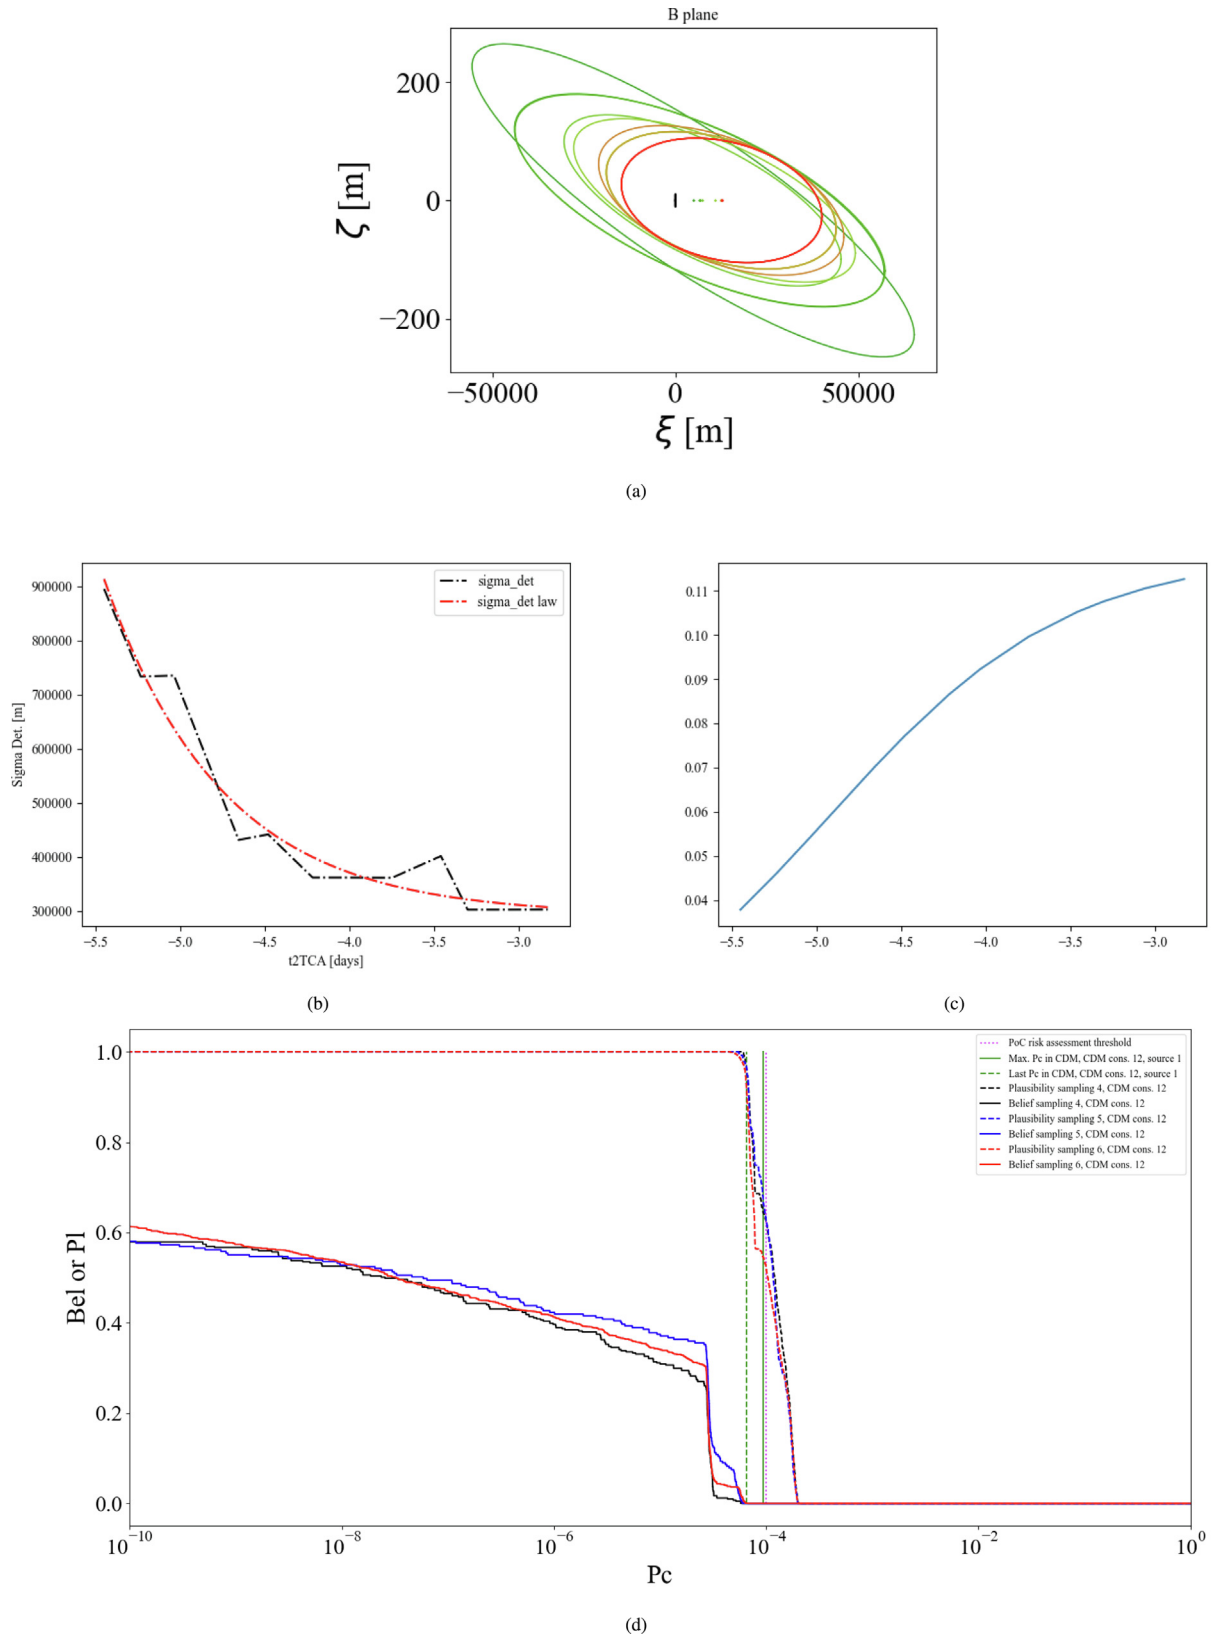 B plane
200
0
−200
ζ [m]
−50000
0
50000
ξ [m]
(a)
900000
800000
700000
600000
500000
400000
300000
Sigma Det. [m]
sigma_det
sigma_det law
−5.5
−5.0
−4.5
−4.0
−3.5
−3.0
t2TCA [days]
(b)
0.11
0.10
0.09
0.08
0.07
0.06
0.05
0.04
−5.5
−5.0
−4.5
−4.0
−3.5
−3.0
(c)
1.0
0.8
0.6
0.4
0.2
0.0
Bel or Pl
PoC risk assessment threshold
Max. Pc in CDM, CDM cons. 12, source 1
Last Pc in CDM, CDM cons. 12, source 1
Plausibility sampling 4, CDM cons. 12
Belief sampling 4, CDM cons. 12
Plausibility sampling 5, CDM cons. 12
Belief sampling 5, CDM cons. 12
Plausibility sampling 6, CDM cons. 12
Belief sampling 6, CDM cons. 12
10⁻¹⁰
10⁻⁸
10⁻⁶
10⁻⁴
10⁻²
10⁰
Pc
(d)